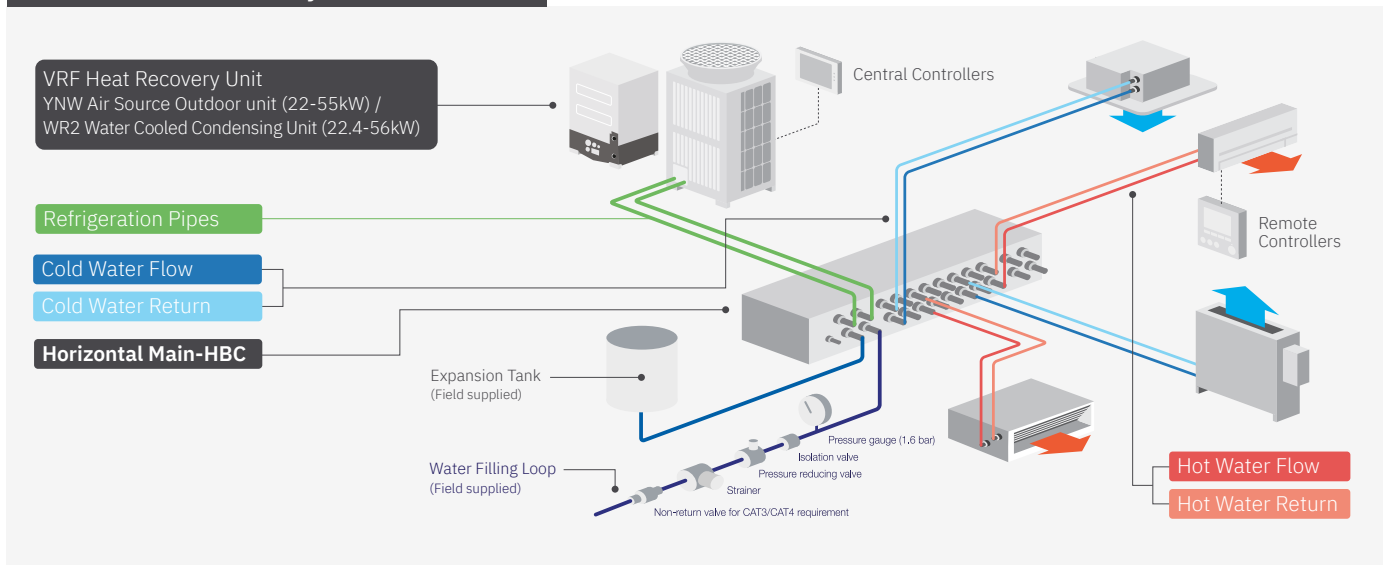 VRF Heat Recovery Unit
YNW Air Source Outdoor unit (22-55kW) /
WR2 Water Cooled Condensing Unit (22.4-56kW)
Central Controllers
Refrigeration Pipes
Remote
Controllers
Cold Water Flow
Cold Water Return
Horizontal Main-HBC
Expansion Tank
(Field supplied)
Pressure gauge (1.6 bar)
Isolation valve
Pressure reducing valve
Water Filling Loop
(Field supplied)
Strainer
Non-return valve for CAT3/CAT4 requirement
Hot Water Flow
Hot Water Return